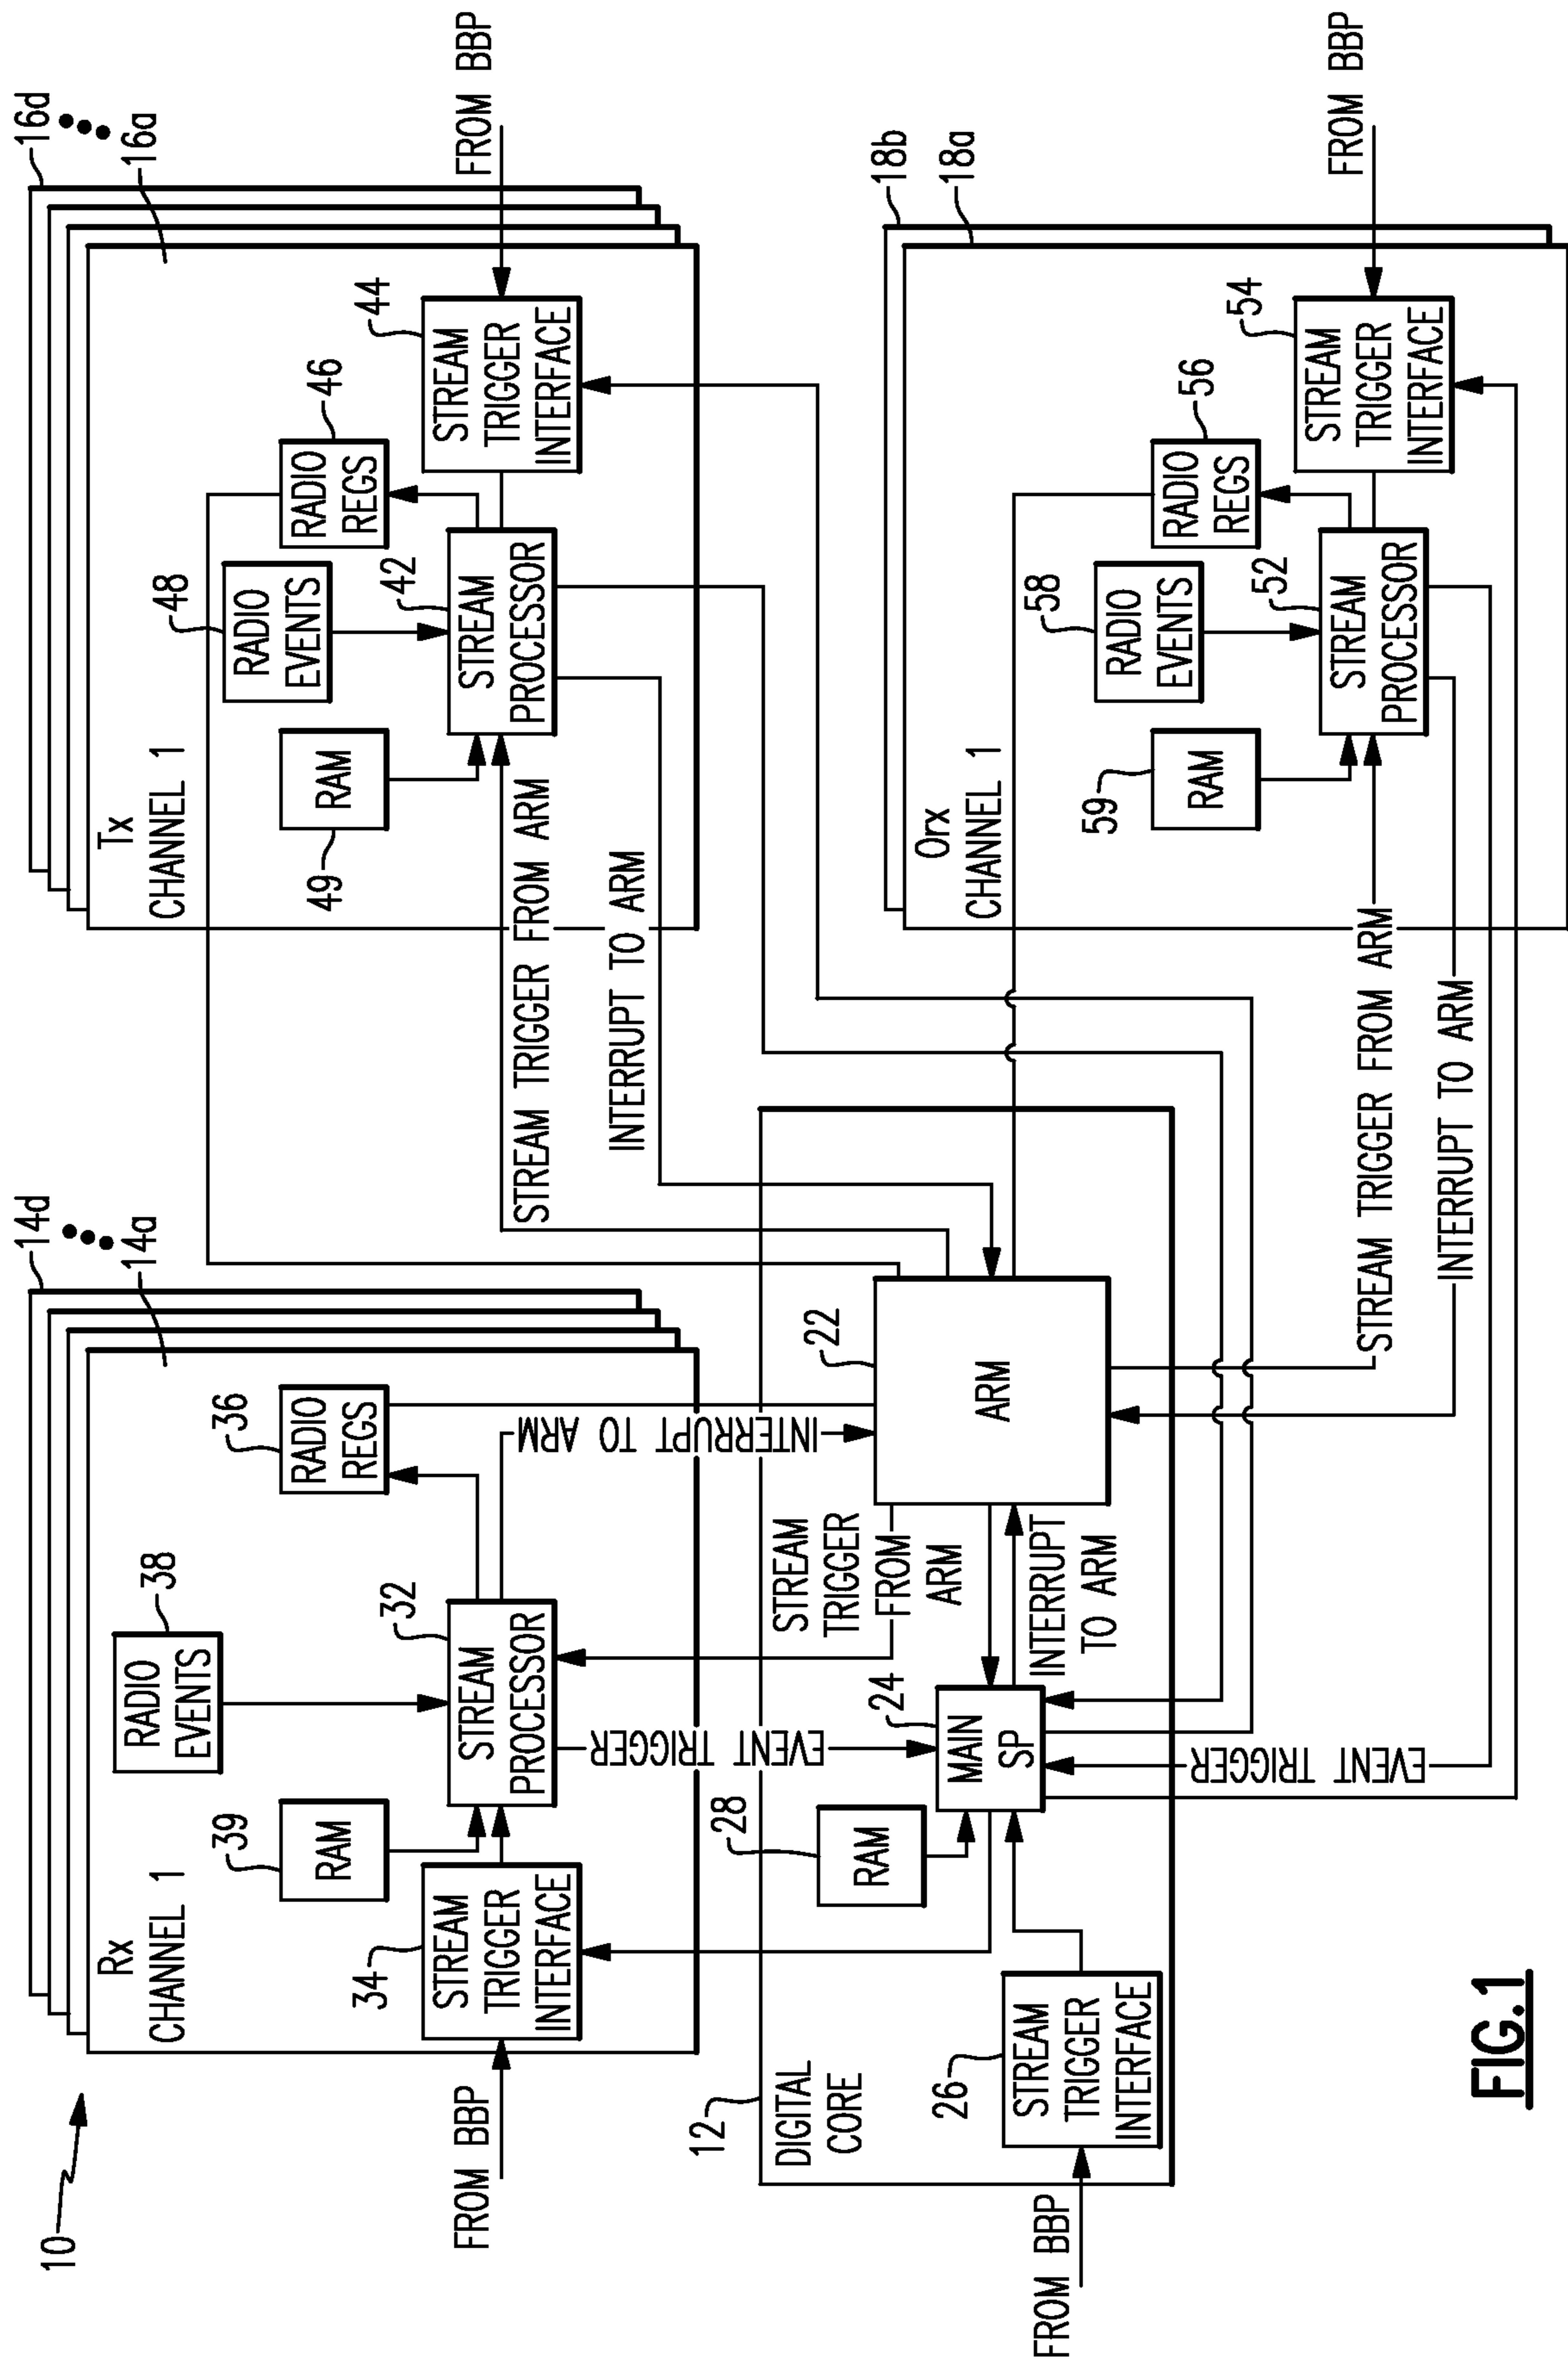 10
14d
14a
Rx
CHANNEL 1
38
RADIO
EVENTS
36
RADIO
REGS
39
RAM
32
STREAM
PROCESSOR
34
STREAM
TRIGGER
INTERFACE
FROM BBP
INTERRUPT TO ARM
EVENT TRIGGER
16d
16a
Tx
CHANNEL 1
48
RADIO
EVENTS
46
RADIO
REGS
49
RAM
42
STREAM
PROCESSOR
44
STREAM
TRIGGER
INTERFACE
FROM BBP
STREAM TRIGGER FROM ARM
INTERRUPT TO ARM
12
DIGITAL
CORE
28
RAM
24
MAIN
SP
22
ARM
STREAM
TRIGGER
FROM
ARM
INTERRUPT
TO ARM
26
STREAM
TRIGGER
INTERFACE
FROM BBP
EVENT TRIGGER
18b
18a
Orx
CHANNEL 1
58
RADIO
EVENTS
56
RADIO
REGS
59
RAM
52
STREAM
PROCESSOR
54
STREAM
TRIGGER
INTERFACE
FROM BBP
STREAM TRIGGER FROM ARM
INTERRUPT TO ARM
FIG.1